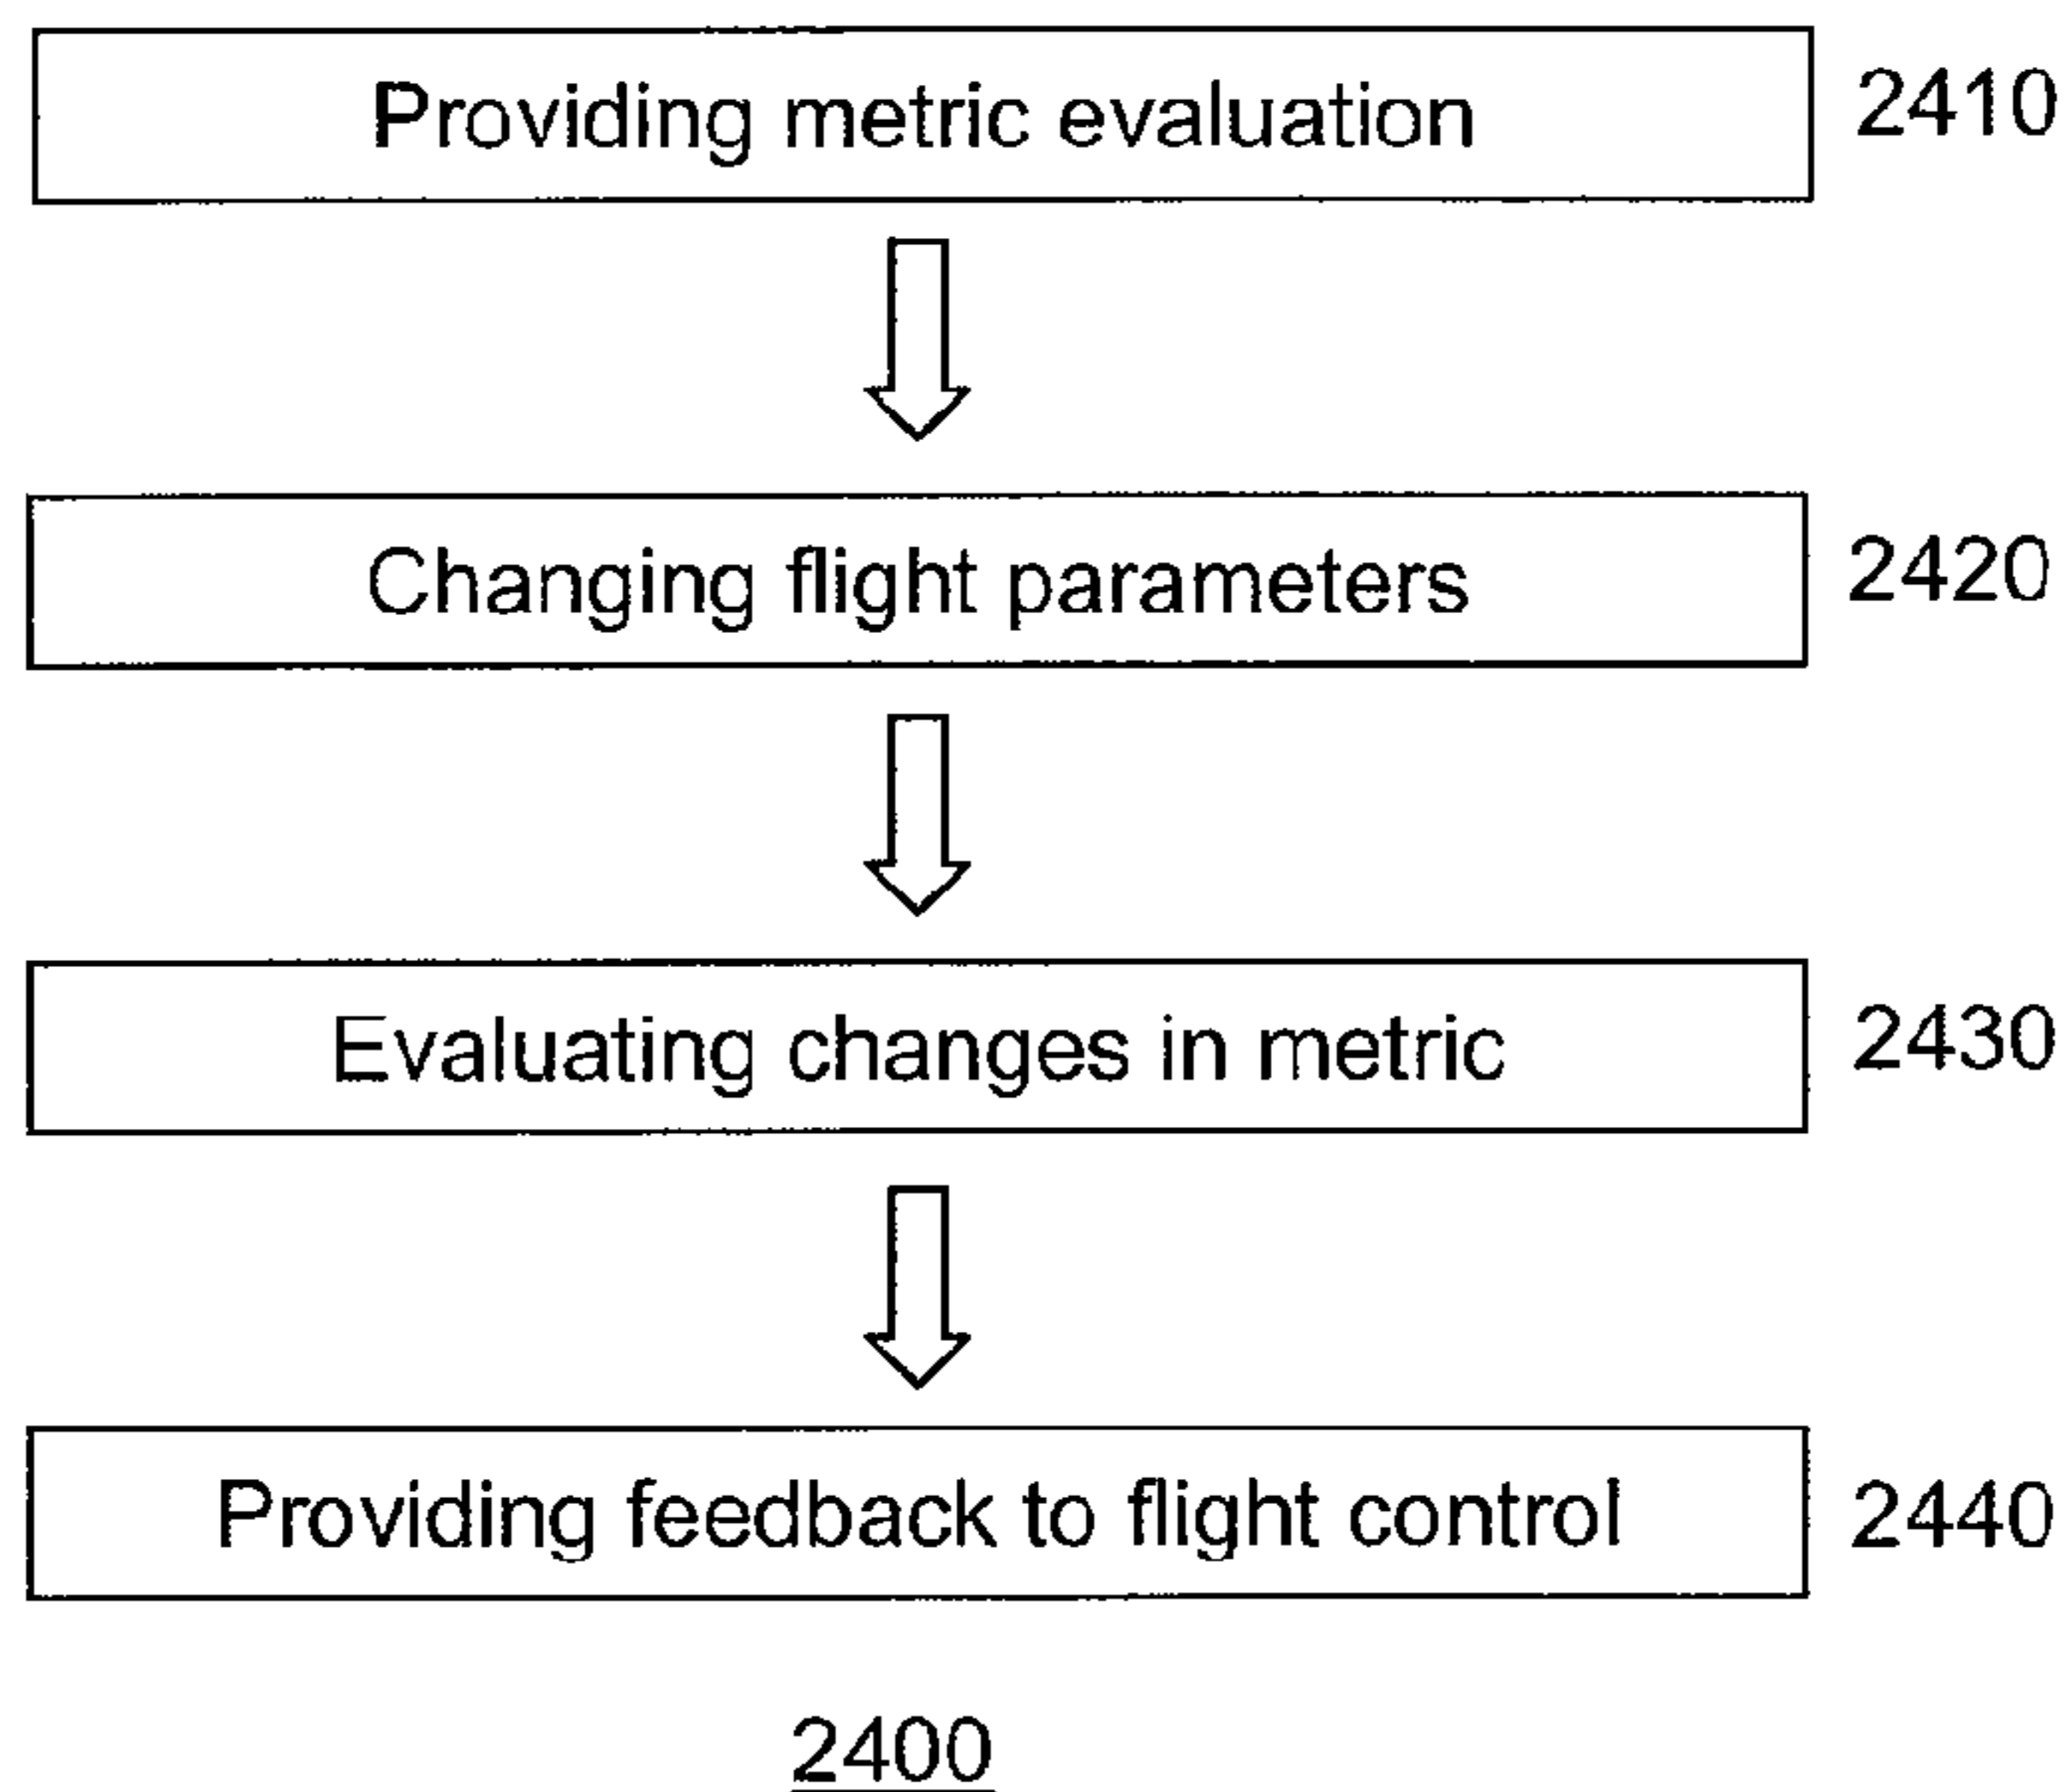 Providing metric evaluation 2410
Changing flight parameters 2420
Evaluating changes in metric 2430
Providing feedback to flight control 2440
2400